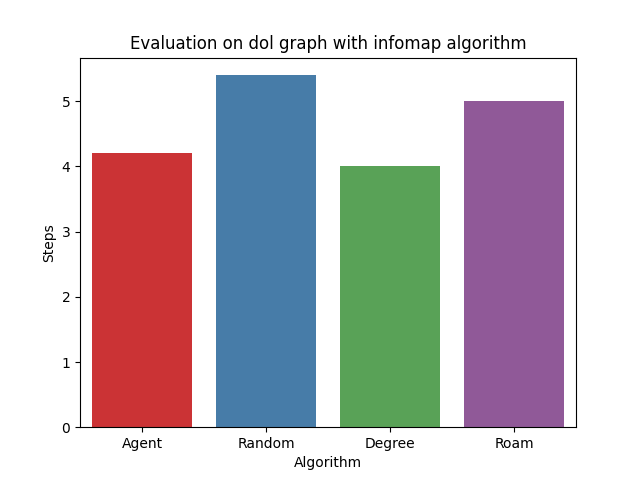 Evaluation on dol graph with infomap algorithm
5
4
3
2
1
0
Steps
Agent Random Degree Roam
Algorithm